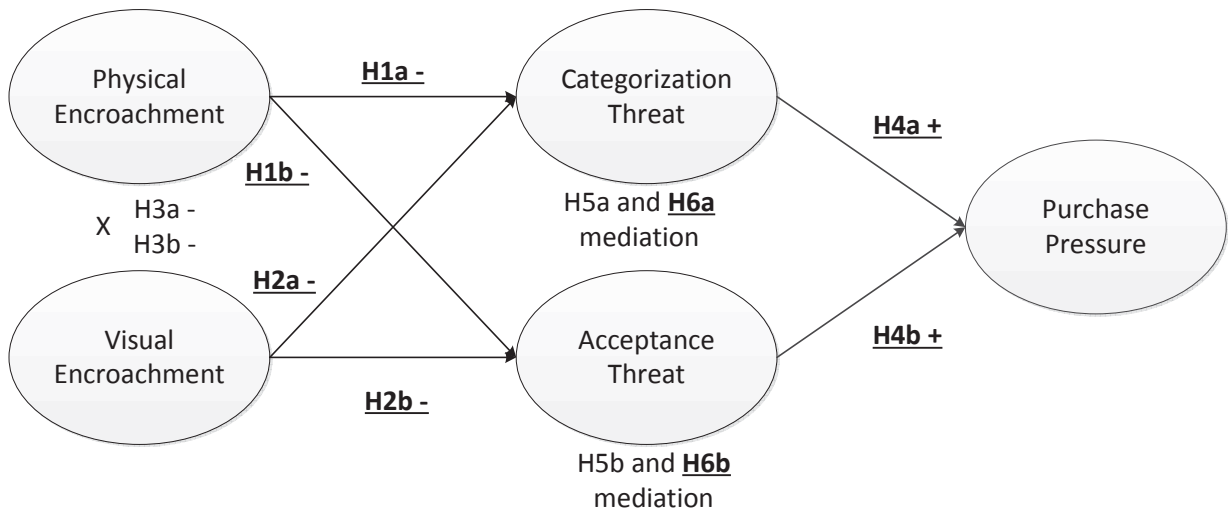 Physical
Encroachment
H1a -
Categorization
Threat
H4a +
H1b -
X
H3a -
H3b -
H5a and H6a
mediation
Purchase
Pressure
H2a -
Visual
Encroachment
Acceptance
Threat
H4b +
H2b -
H5b and H6b
mediation